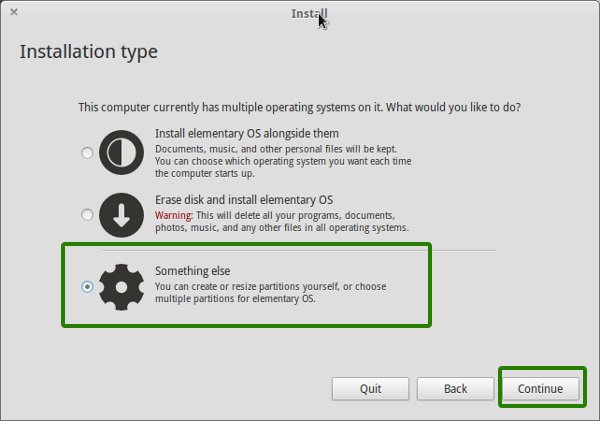 Install
Installation type
This computer currently has multiple operating systems on it. What would you like to do?
Install elementary OS alongside them
Documents, music, and other personal files will be kept.
You can choose which operating system you want each time
the computer starts up.
Erase disk and install elementary OS
Warning: This will delete all your programs, documents,
photos, music, and any other files in all operating systems.
Something else
You can create or resize partitions yourself, or choose
multiple partitions for elementary OS.
Quit
Back
Continue